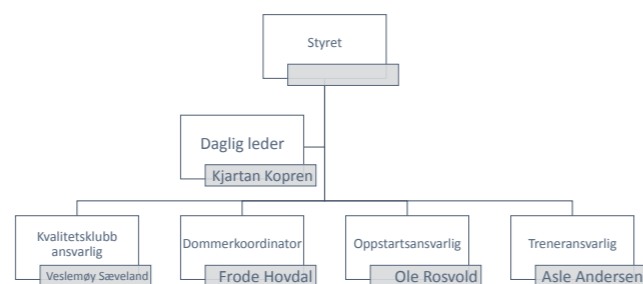 Styret
Daglig leder
Kjartan Kopren
Kvalitetsklubb
ansvarlig
Veslemøy Sæveland
Dommerkoordinator
Frode Hovdal
Oppstartsansvarlig
Ole Rosvold
Treneransvarlig
Asle Andersen